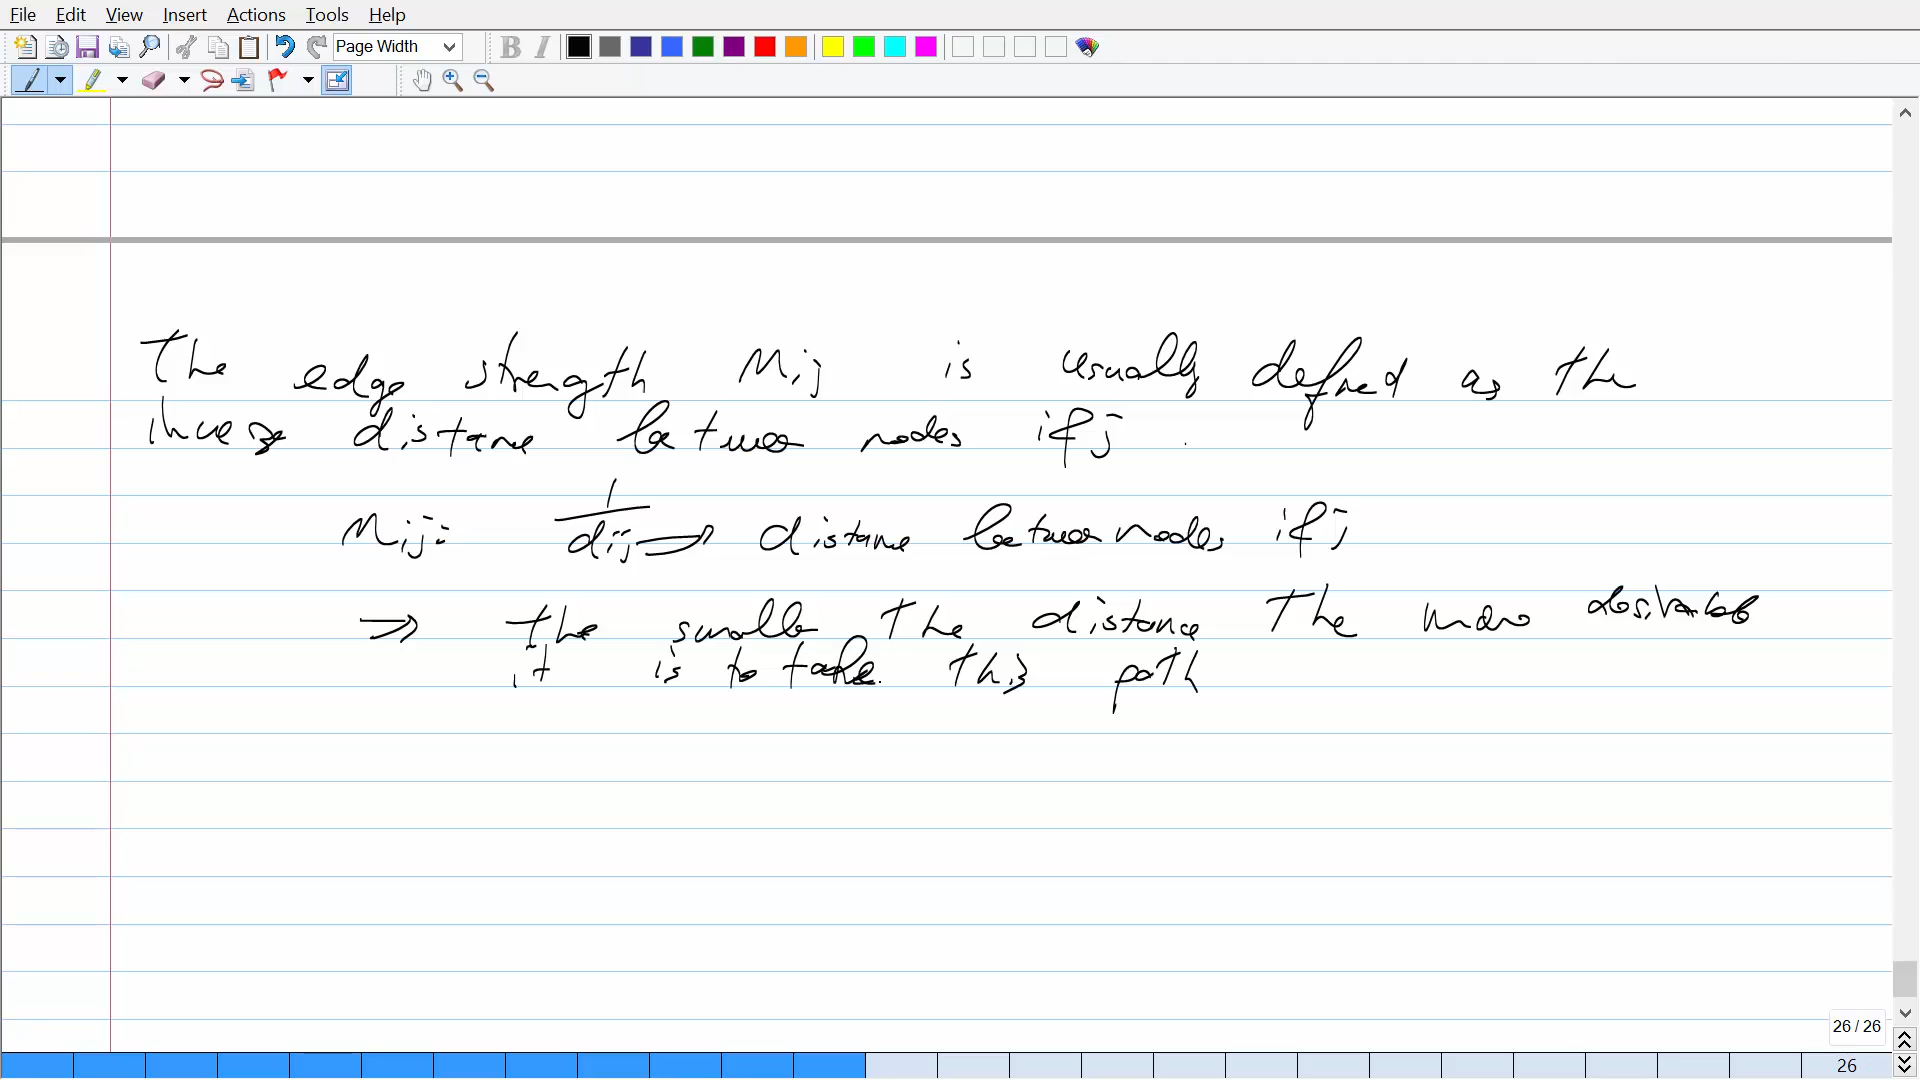 File Edit View Insert Actions Tools Help
Page Width
B I
The edge strength Mij is usually defined as the
inverse distance between nodes i & j.
Mij = 1/dij → distance between nodes i & j
⇒ the smaller the distance the more desirable
it is to take this path
26 / 26
26